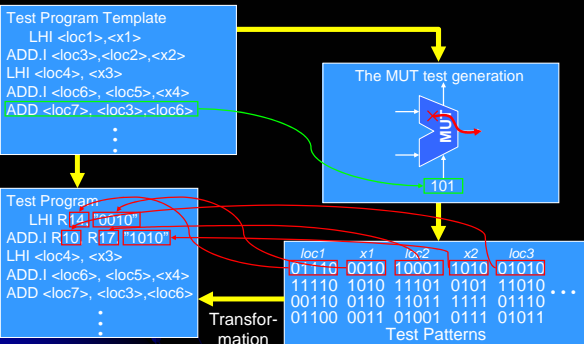 Test Program Template
LHI <loc1>,<x1>
ADD.I <loc3>,<loc2>,<x2>
LHI <loc4>, <x3>
ADD.I <loc6>, <loc5>,<x4>
ADD <loc7>, <loc3>,<loc6>
The MUT test generation
MUT
101
Test Program
LHI R14, "0010"
ADD.I R10 R17 "1010"
LHI <loc4>, <x3>
ADD.I <loc6>, <loc5>,<x4>
ADD <loc7>, <loc3>,<loc6>
Transfor-
mation
loc1 x1 loc2 x2 loc3
01110 0010 10001 1010 01010
11110 1010 11101 0101 11010
00110 0110 11011 1111 01110
01100 0011 01001 0111 01011
Test Patterns